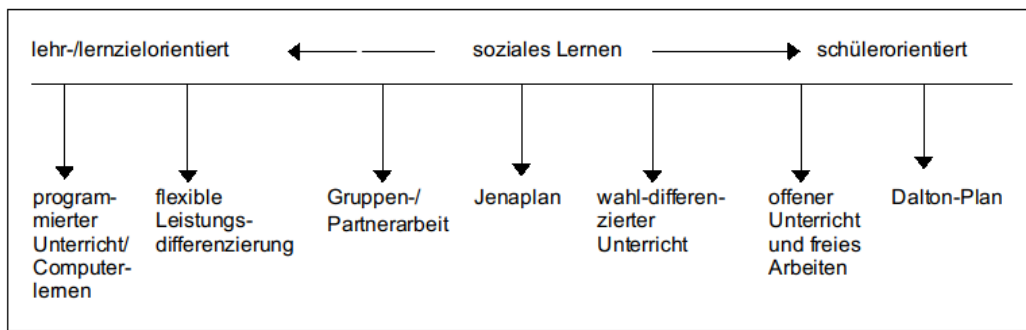 lehr-/lernzielorientiert soziales Lernen schülerorientiert
program-
mierter
Unterricht/
Computer-
lernen
flexible
Leistungs-
differenzierung
Gruppen-/
Partnerarbeit
Jenaplan
wahl-differen-
zierter
Unterricht
offener
Unterricht
und freies
Arbeiten
Dalton-Plan